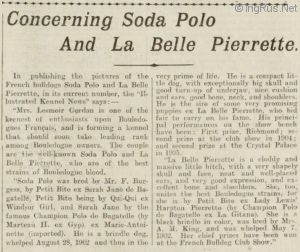 © IngRus.Net
Concerning Soda Polo
And La Belle Pierrette.
In publishing the pictures of the
French bulldogs Soda Polo and La Belle
Pierrette, in its current number, the "Il-
lustrated Kennel News" says:—
"Mrs. Lesmoir Gordon is one of the
keenest of enthusiasts upon Bouledo-
gues Français, and is forming a kennel
that should soon take leading rank
among Bouledogue owners. The couple
are the well-known Soda Polo and La
Belle Pierrette, who are of the best
strains of Bouledogue blood.
"Soda Polo was bred by Mr. F. Bur-
gess, by Petit Bite ex Sarah Jane de Ba-
gatelle, Petit Bite being by Qui-Qui ex
Windsor Girl, and Sarah Jane by the
famous Champion Polo de Bagatelle (by
Marteau H. ex Gyp) ex Marie-Antoi-
nette (caported). He is a brindle dog,
whelped August 28, 1902 and thus in the
very prime of life. He is a compact lit-
tle dog, with exceptionally big skull and
good turn-up of underjaw, nice cushion
and ears, good bone, neck, and shoulders.
He is the sire of some very promising
puppies ex La Belle Pierrette, who bid
fair to carry on his fame. His princi-
pal performances on the show bench
have been: First prize, Richmond; se-
cond prize at the club show in 1904;
and second prize at the Crystal Palace
in 1905.
"La Belle Pierrette is a cloddy and
massive little bitch, with a very shapely
skull and face, neat and well-placed
ears, and very good expression, and ex-
cellent bone and shoulders. She, too,
unites the best Bouledogue strains, for
she is by Petit Bite ex Lady Lewis'
Barston Pierrette (by Champion Polo
de Bagatelle ex La Gitana). She is a
black brindle in color, was bred by Mr.
A. H. King, and was whelped May 7,
1902. Her chief prizes have been won
at the French Bulldog Club Show."